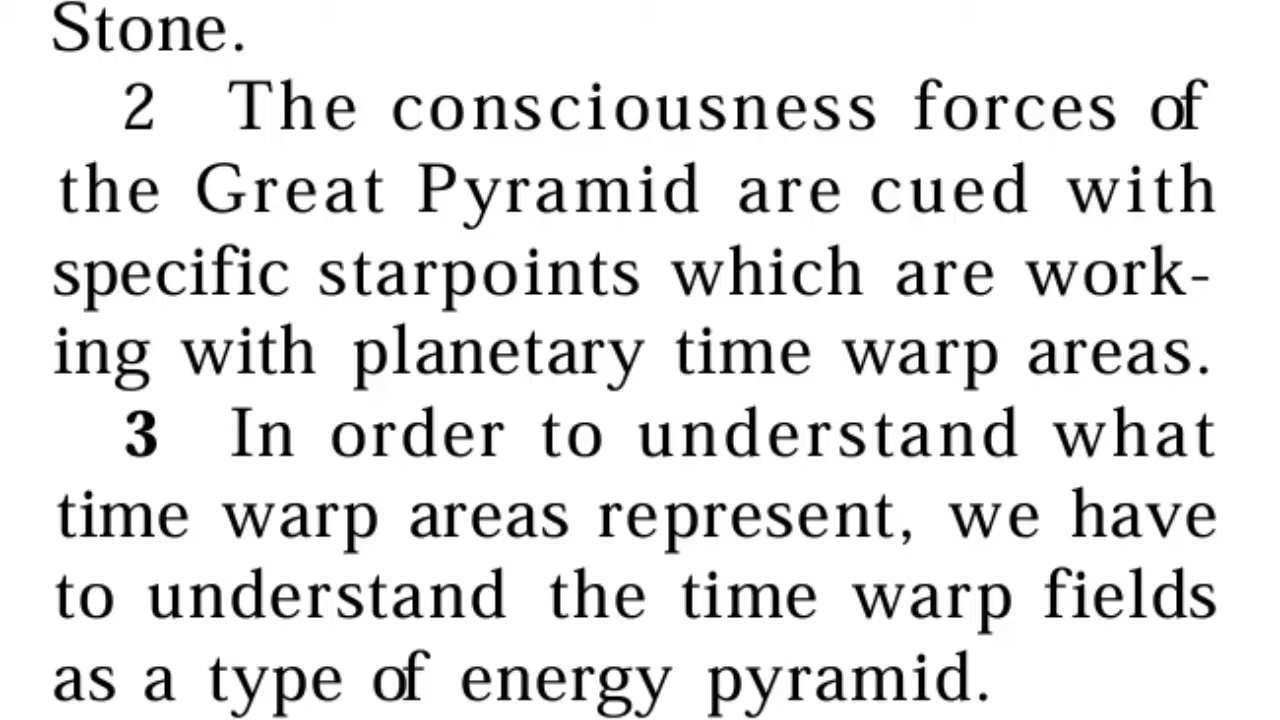 Stone.
2 The consciousness forces of
the Great Pyramid are cued with
specific starpoints which are work-
ing with planetary time warp areas.
3 In order to understand what
time warp areas represent, we have
to understand the time warp fields
as a type of energy pyramid.